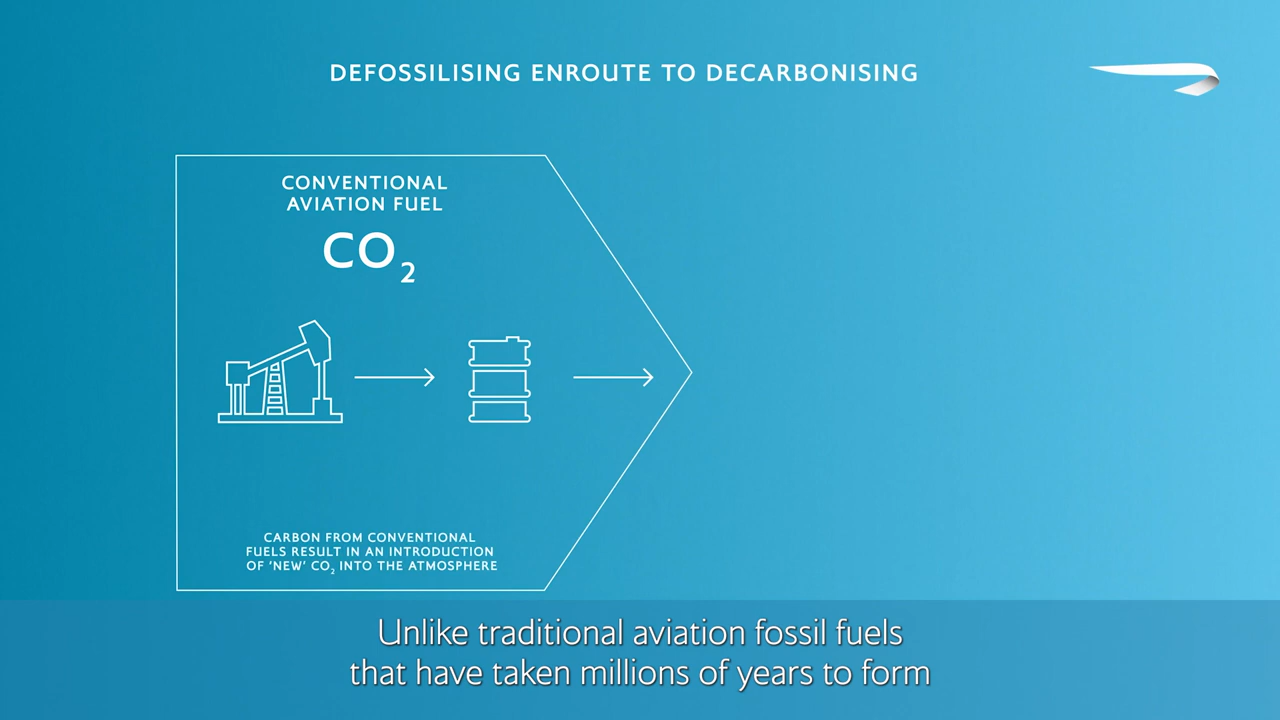 DEFOSSILISING ENROUTE TO DECARBONISING
CONVENTIONAL
AVIATION FUEL
CO₂
CARBON FROM CONVENTIONAL
FUELS RESULT IN AN INTRODUCTION
OF ‘NEW’ CO₂ INTO THE ATMOSPHERE
Unlike traditional aviation fossil fuels
that have taken millions of years to form